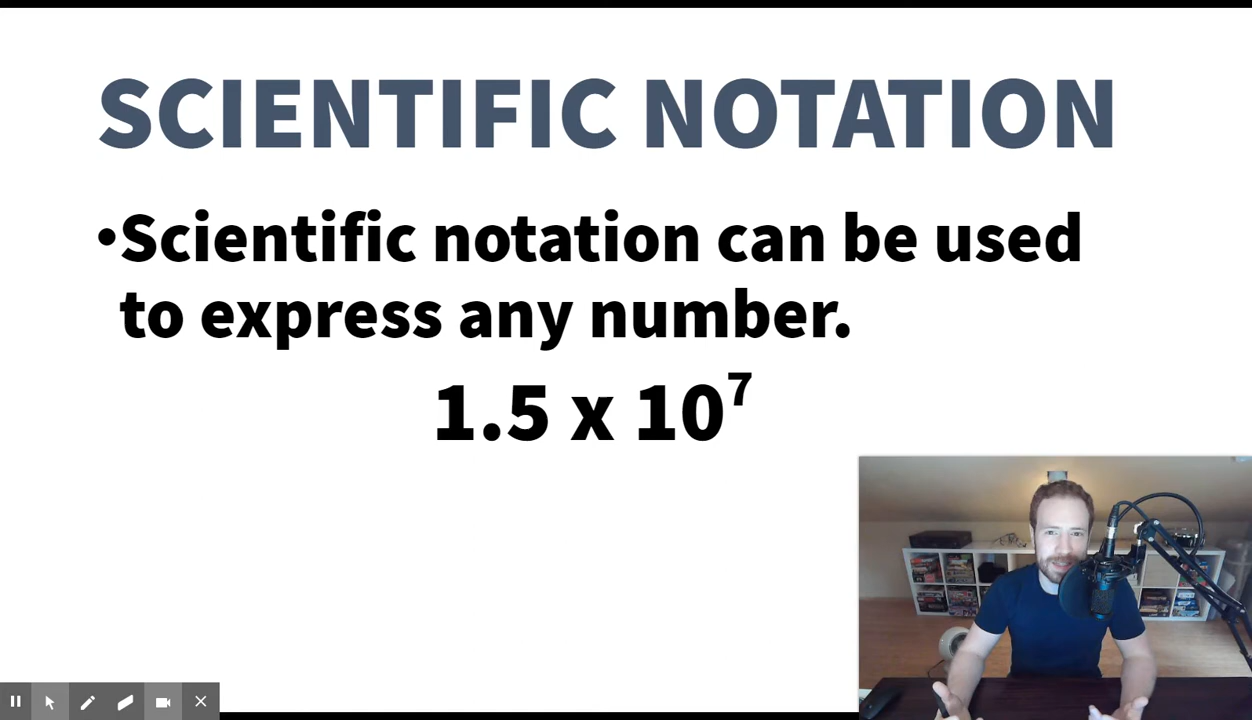 SCIENTIFIC NOTATION
•Scientific notation can be used
to express any number.
1.5 x 10⁷